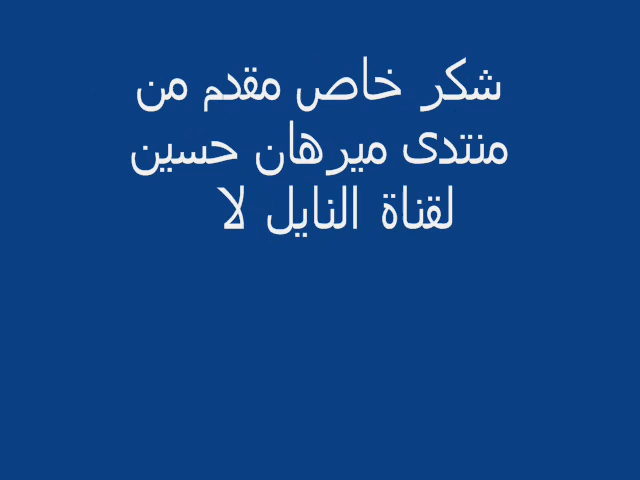 شكر خاص مقدم من
منتدى ميرهان حسين
لقناة النايل لا